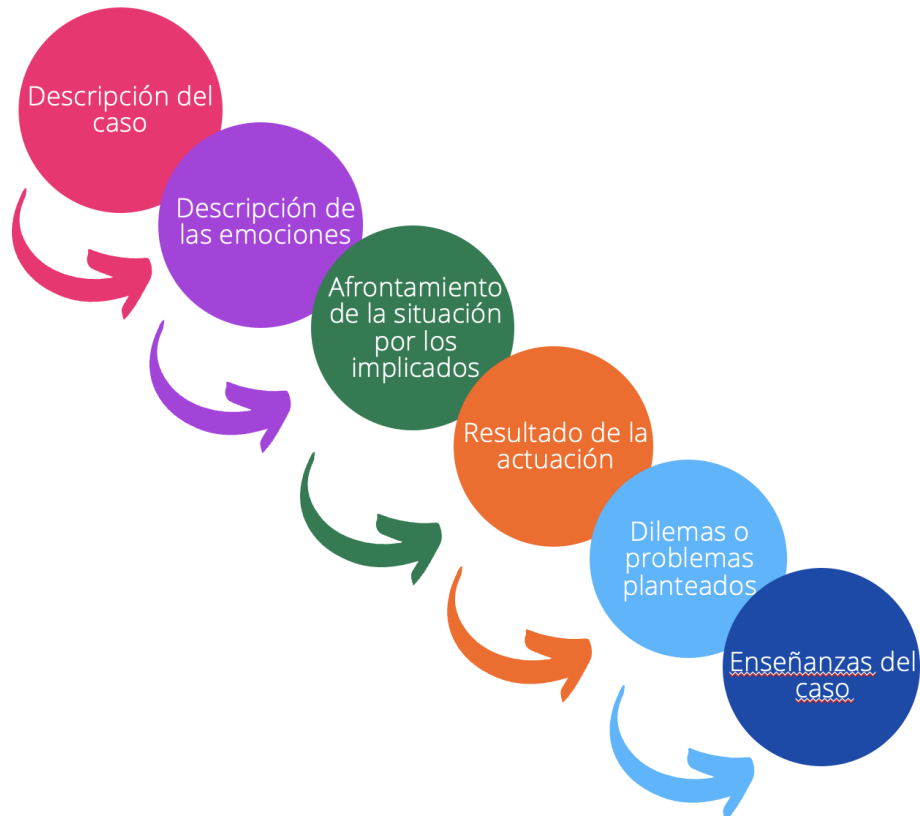 Descripción del
caso
Descripción de
las emociones
Afrontamiento
de la situación
por los
implicados
Resultado de la
actuación
Dilemas o
problemas
planteados
Enseñanzas del
caso